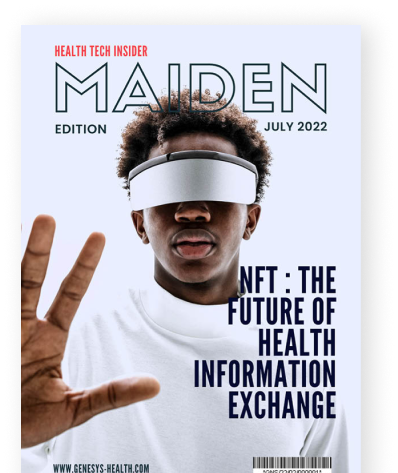 HEALTH TECH INSIDER
MAIDEN
EDITION
JULY 2022
NFT : THE
FUTURE OF
HEALTH
INFORMATION
EXCHANGE
WWW.GENESYS-HEALTH.COM